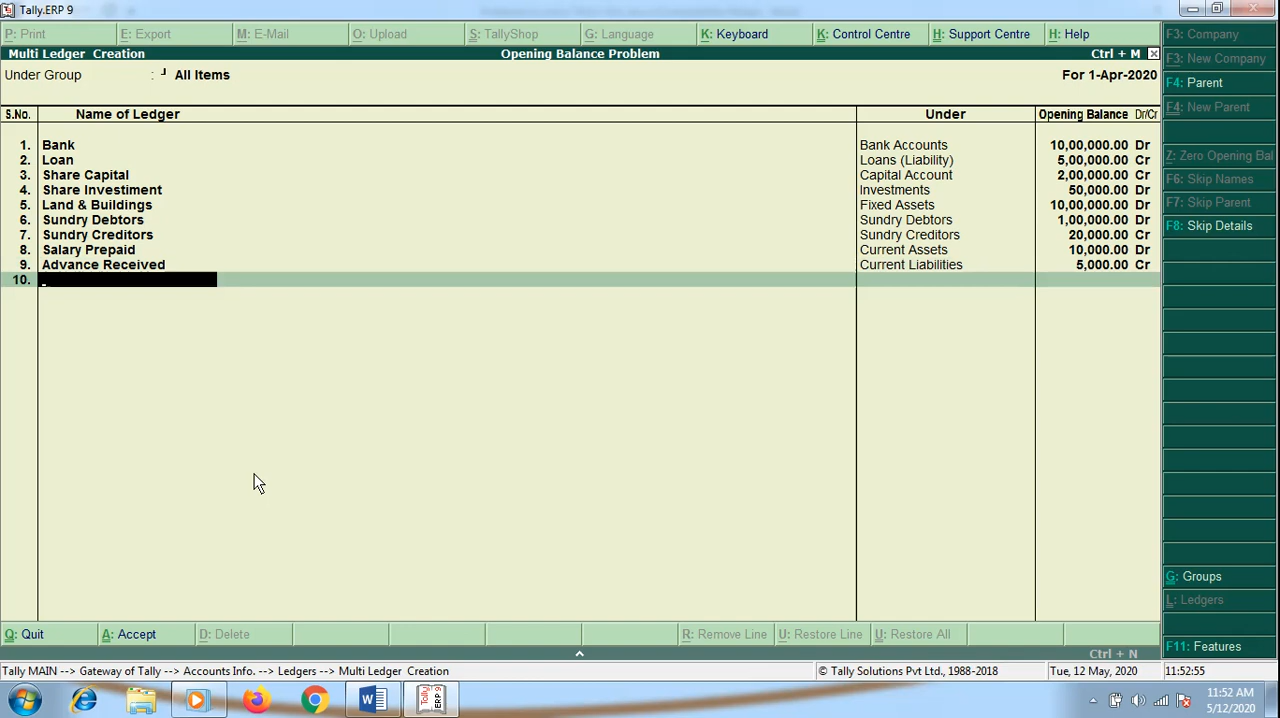 Tally.ERP 9
P: Print E: Export M: E-Mail O: Upload S: TallyShop G: Language K: Keyboard K: Control Centre H: Support Centre H: Help
Multi Ledger Creation Opening Balance Problem Ctrl + M
Under Group : ┘ All Items For 1-Apr-2020
S.No. Name of Ledger Under Opening Balance Dr/Cr
1. Bank Bank Accounts 10,00,000.00 Dr
2. Loan Loans (Liability) 5,00,000.00 Cr
3. Share Capital Capital Account 2,00,000.00 Cr
4. Share Investment Investments 50,000.00 Dr
5. Land & Buildings Fixed Assets 10,00,000.00 Dr
6. Sundry Debtors Sundry Debtors 1,00,000.00 Dr
7. Sundry Creditors Sundry Creditors 20,000.00 Cr
8. Salary Prepaid Current Assets 10,000.00 Dr
9. Advance Received Current Liabilities 5,000.00 Cr
10.
F3: Company
F3: New Company
F4: Parent
F4: New Parent
Z: Zero Opening Bal
F6: Skip Names
F7: Skip Parent
F8: Skip Details
G: Groups
L: Ledgers
F11: Features
Q: Quit A: Accept D: Delete R: Remove Line U: Restore Line U: Restore All
Ctrl + N
Tally MAIN --> Gateway of Tally --> Accounts Info. --> Ledgers --> Multi Ledger Creation © Tally Solutions Pvt Ltd., 1988-2018 Tue, 12 May, 2020 11:52:55
Tally ERP
11:52 AM
5/12/2020